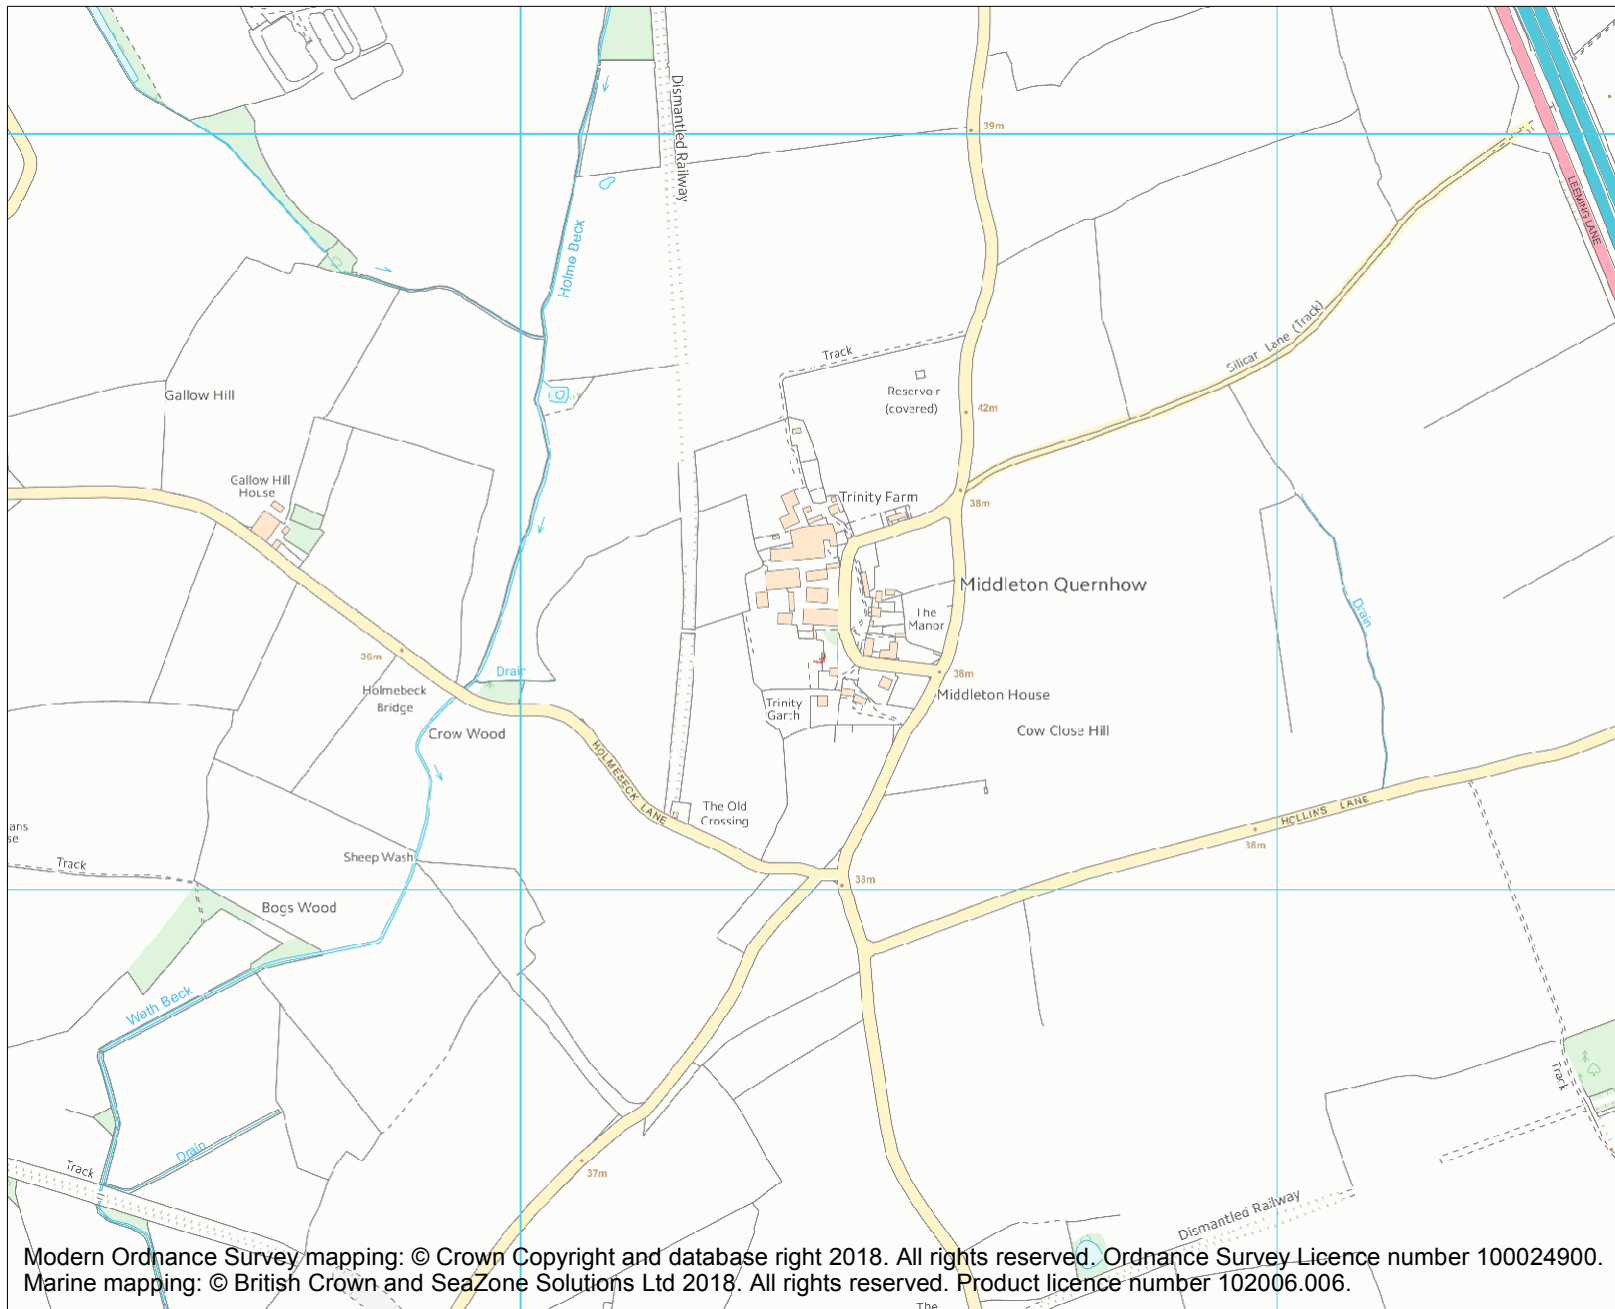 Dismantled Railway
39m
LEEMING LANE
Holme Beck
Silicar Lane (Track)
Track
Gallow Hill
Reservoir
(covered)
42m
Gallow Hill
House
Trinity Farm
38m
Middleton Quernhow
The
Manor
Drain
36m
Drain
38m
Holmebeck
Bridge
Middleton House
Trinity
Garth
Crow Wood
Cow Close Hill
HOLMEBECK LANE
The Old
Crossing
HOLLINS LANE
ans
se
38m
Sheep Wash
Track
33m
Bogs Wood
Wath Beck
Track
Drain
Track
37m
Dismantled Railway
Modern Ordnance Survey mapping: © Crown Copyright and database right 2018. All rights reserved. Ordnance Survey Licence number 100024900.
Marine mapping: © British Crown and SeaZone Solutions Ltd 2018. All rights reserved. Product licence number 102006.006.
The